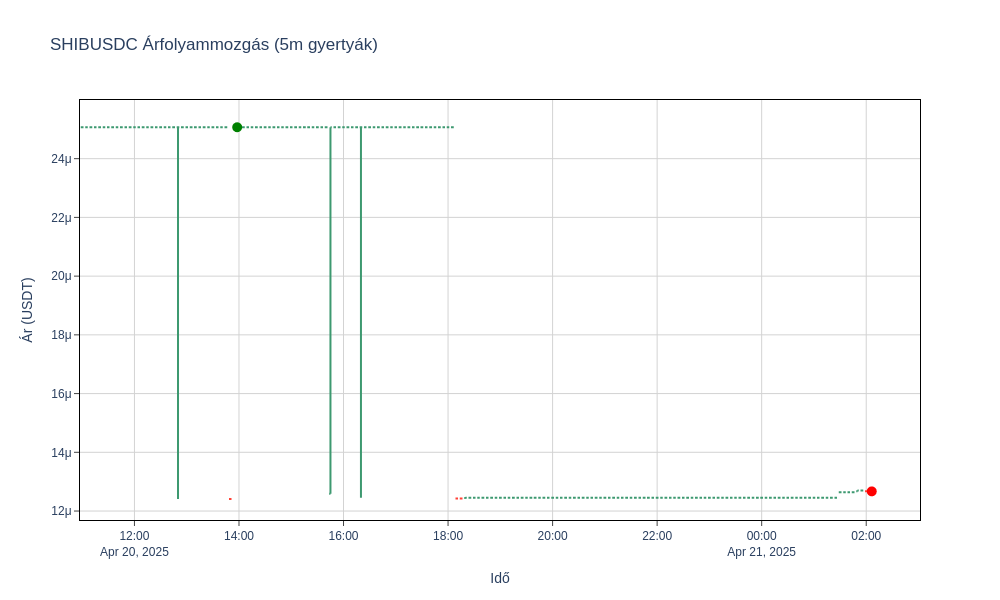 SHIBUSDC Árfolyammozgás (5m gyertyák)
24μ
22μ
20μ
18μ
16μ
14μ
12μ
Ár (USDT)
12:00 14:00 16:00 18:00 20:00 22:00 00:00 02:00
Apr 20, 2025 Apr 21, 2025
Idő